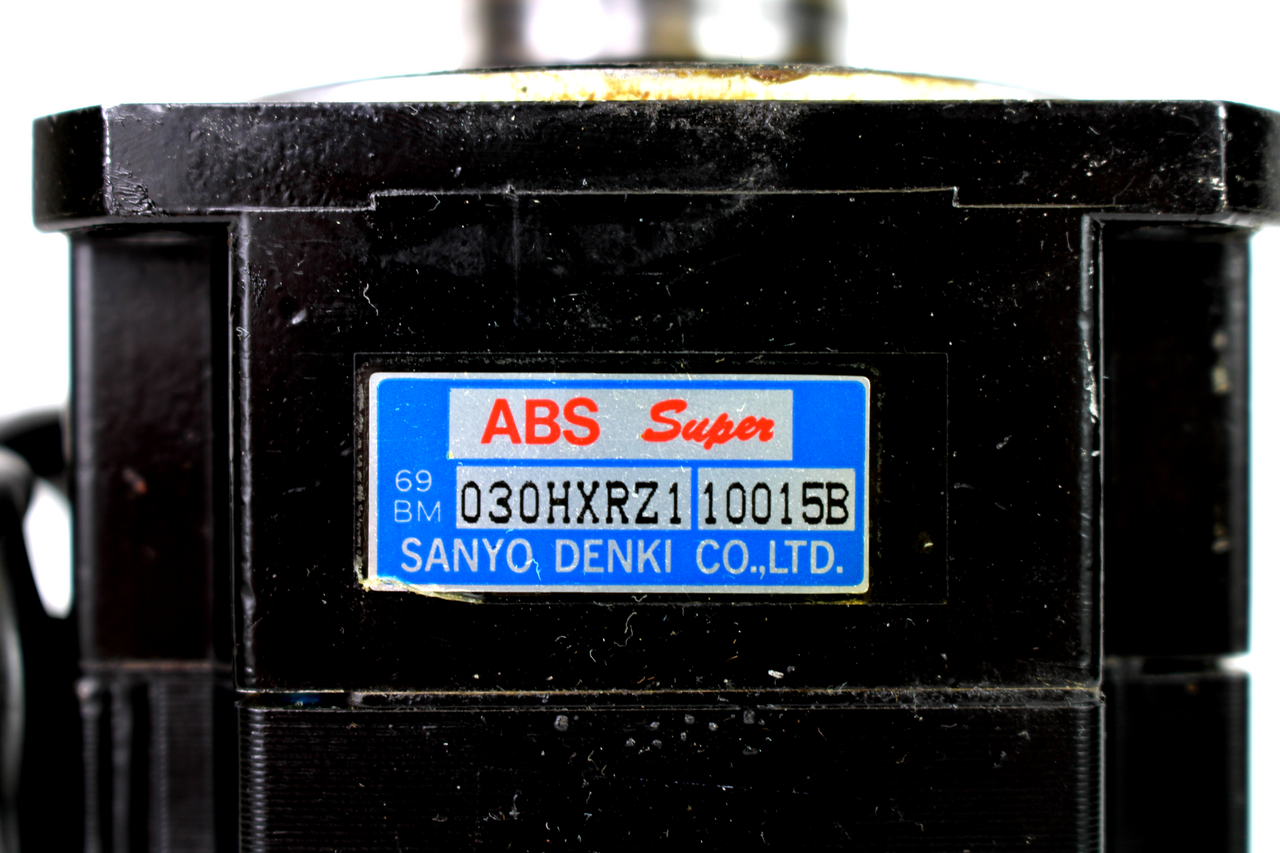 ABS Super
69
BM 030HXRZ1 10015B
SANYO DENKI CO.,LTD.